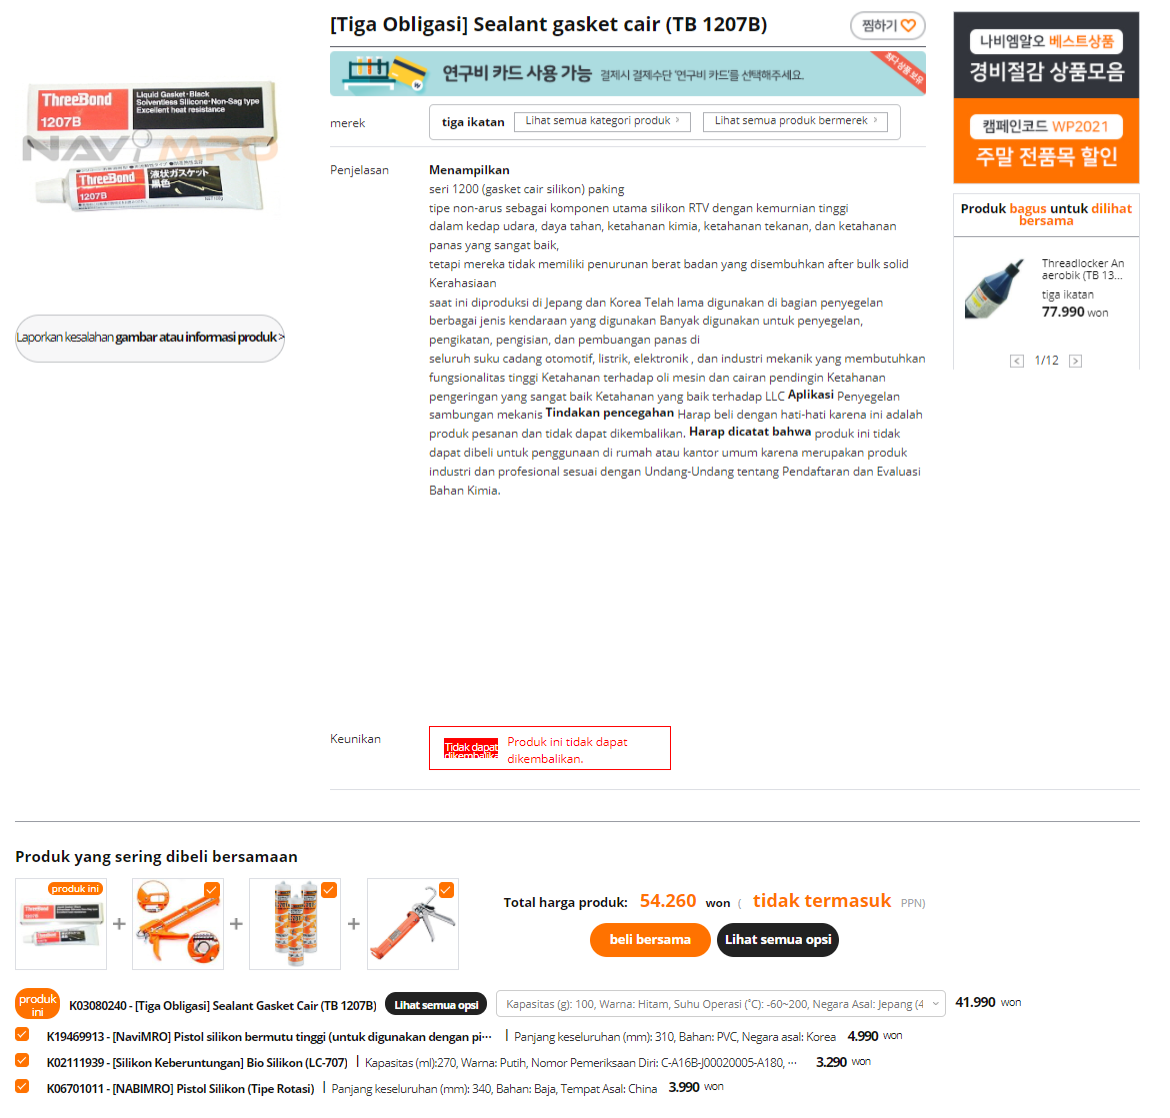 [Tiga Obligasi] Sealant gasket cair (TB 1207B)
찜하기
연구비 카드 사용 가능 결제시 결제수단 '연구비 카드'를 선택해주세요.
최다 상품 보유
merek
tiga ikatan
Lihat semua kategori produk >
Lihat semua produk bermerek >
ThreeBond
1207B
Liquid Gasket·Black
Solventless Silicone·Non-Sag type
Excellent heat resistance
NAVIMRO
ThreeBond
1207B
液状ガスケット
黒色
Laporkan kesalahan gambar atau informasi produk >
Penjelasan
Menampilkan
seri 1200 (gasket cair silikon) paking
tipe non-arus sebagai komponen utama silikon RTV dengan kemurnian tinggi
dalam kedap udara, daya tahan, ketahanan kimia, ketahanan tekanan, dan ketahanan
panas yang sangat baik,
tetapi mereka tidak memiliki penurunan berat badan yang disembuhkan after bulk solid
Kerahasiaan
saat ini diproduksi di Jepang dan Korea Telah lama digunakan di bagian penyegelan
berbagai jenis kendaraan yang digunakan Banyak digunakan untuk penyegelan,
pengikatan, pengisian, dan pembuangan panas di
seluruh suku cadang otomotif, listrik, elektronik , dan industri mekanik yang membutuhkan
fungsionalitas tinggi Ketahanan terhadap oli mesin dan cairan pendingin Ketahanan
pengeringan yang sangat baik Ketahanan yang baik terhadap LLC Aplikasi Penyegelan
sambungan mekanis Tindakan pencegahan Harap beli dengan hati-hati karena ini adalah
produk pesanan dan tidak dapat dikembalikan. Harap dicatat bahwa produk ini tidak
dapat dibeli untuk penggunaan di rumah atau kantor umum karena merupakan produk
industri dan profesional sesuai dengan Undang-Undang tentang Pendaftaran dan Evaluasi
Bahan Kimia.
나비엠알오 베스트상품
경비절감 상품모음
캠페인코드 WP2021
주말 전품목 할인
Produk bagus untuk dilihat
bersama
Threadlocker An
aerobik (TB 13...
tiga ikatan
77.990 won
< 1/12 >
Keunikan
Tidak dapat
dikembalika
Produk ini tidak dapat
dikembalikan.
Produk yang sering dibeli bersamaan
produk ini
+
+
+
Total harga produk: 54.260 won ( tidak termasuk PPN)
beli bersama
Lihat semua opsi
produk
ini
K03080240 - [Tiga Obligasi] Sealant Gasket Cair (TB 1207B)
Lihat semua opsi
Kapasitas (g): 100, Warna: Hitam, Suhu Operasi (˚C): -60~200, Negara Asal: Jepang (4
41.990 won
K19469913 - [NaviMRO] Pistol silikon bermutu tinggi (untuk digunakan dengan pi··· | Panjang keseluruhan (mm): 310, Bahan: PVC, Negara asal: Korea 4.990 won
K02111939 - [Silikon Keberuntungan] Bio Silikon (LC-707) | Kapasitas (ml):270, Warna: Putih, Nomor Pemeriksaan Diri: C-A16B-J00020005-A180, ··· 3.290 won
K06701011 - [NABIMRO] Pistol Silikon (Tipe Rotasi) | Panjang keseluruhan (mm): 340, Bahan: Baja, Tempat Asal: China 3.990 won